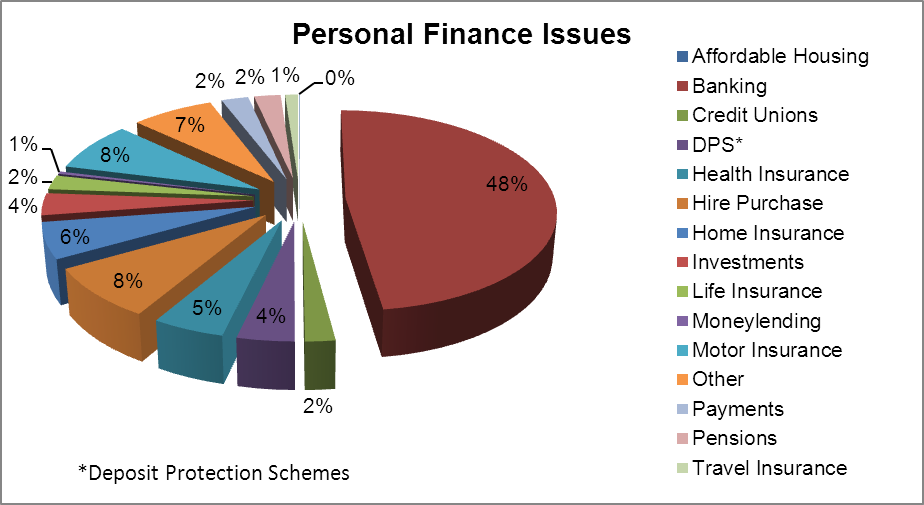 Personal Finance Issues
2%
2%
1%
0%
7%
8%
1%
2%
4%
6%
8%
5%
4%
2%
48%
Affordable Housing
Banking
Credit Unions
DPS*
Health Insurance
Hire Purchase
Home Insurance
Investments
Life Insurance
Moneylending
Motor Insurance
Other
Payments
Pensions
Travel Insurance
*Deposit Protection Schemes